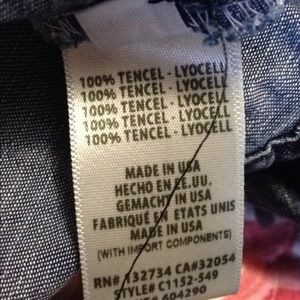 100% TENCEL - LYOCELL
100% TENCEL - LYOCELL
100% TENCEL - LYOCELL
100% TENCEL - LYOCELL
100% TENCEL - LYOCELL
MADE IN USA
HECHO EN EE.UU.
GEMACHT IN USA
FABRIQUÉ EN ETATS UNIS
MADE IN USA
(WITH IMPORT COMPONENTS)
RN# 132734 CA#32054
STYLE# C1152-549
604290